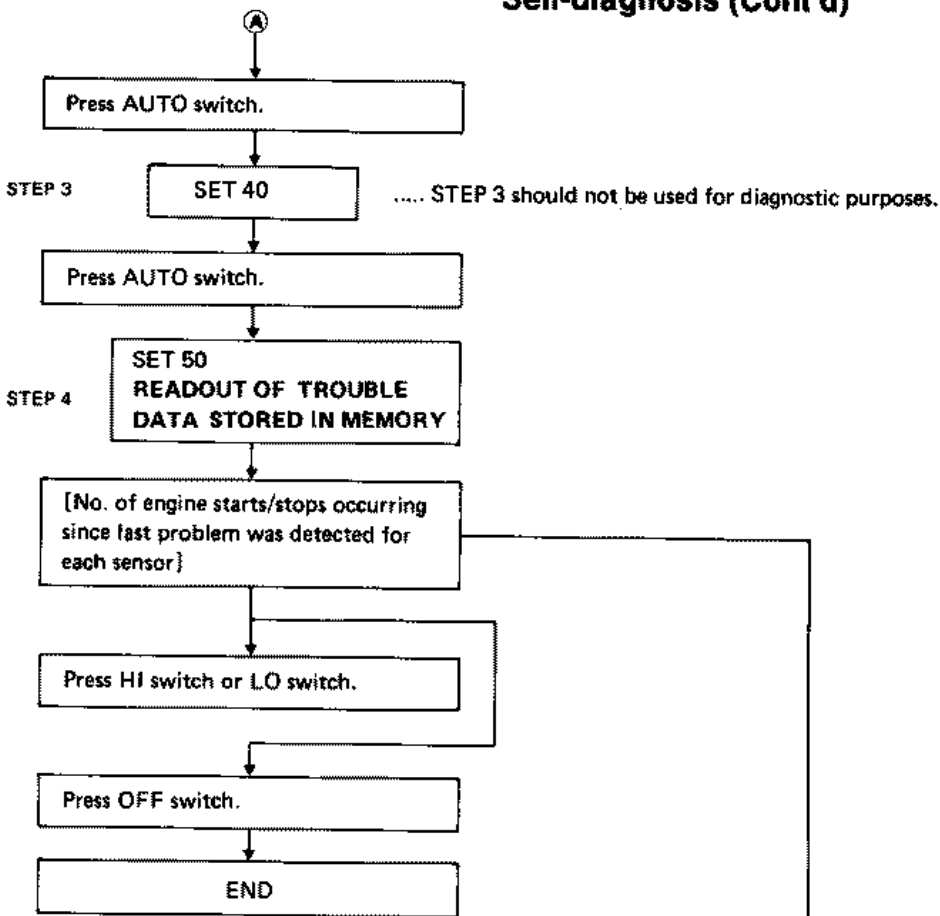 Self-diagnosis (Cont'd)
A
Press AUTO switch.
STEP 3
SET 40
..... STEP 3 should not be used for diagnostic purposes.
Press AUTO switch.
STEP 4
SET 50
READOUT OF TROUBLE
DATA STORED IN MEMORY
[No. of engine starts/stops occurring
since last problem was detected for
each sensor]
Press HI switch or LO switch.
Press OFF switch.
END